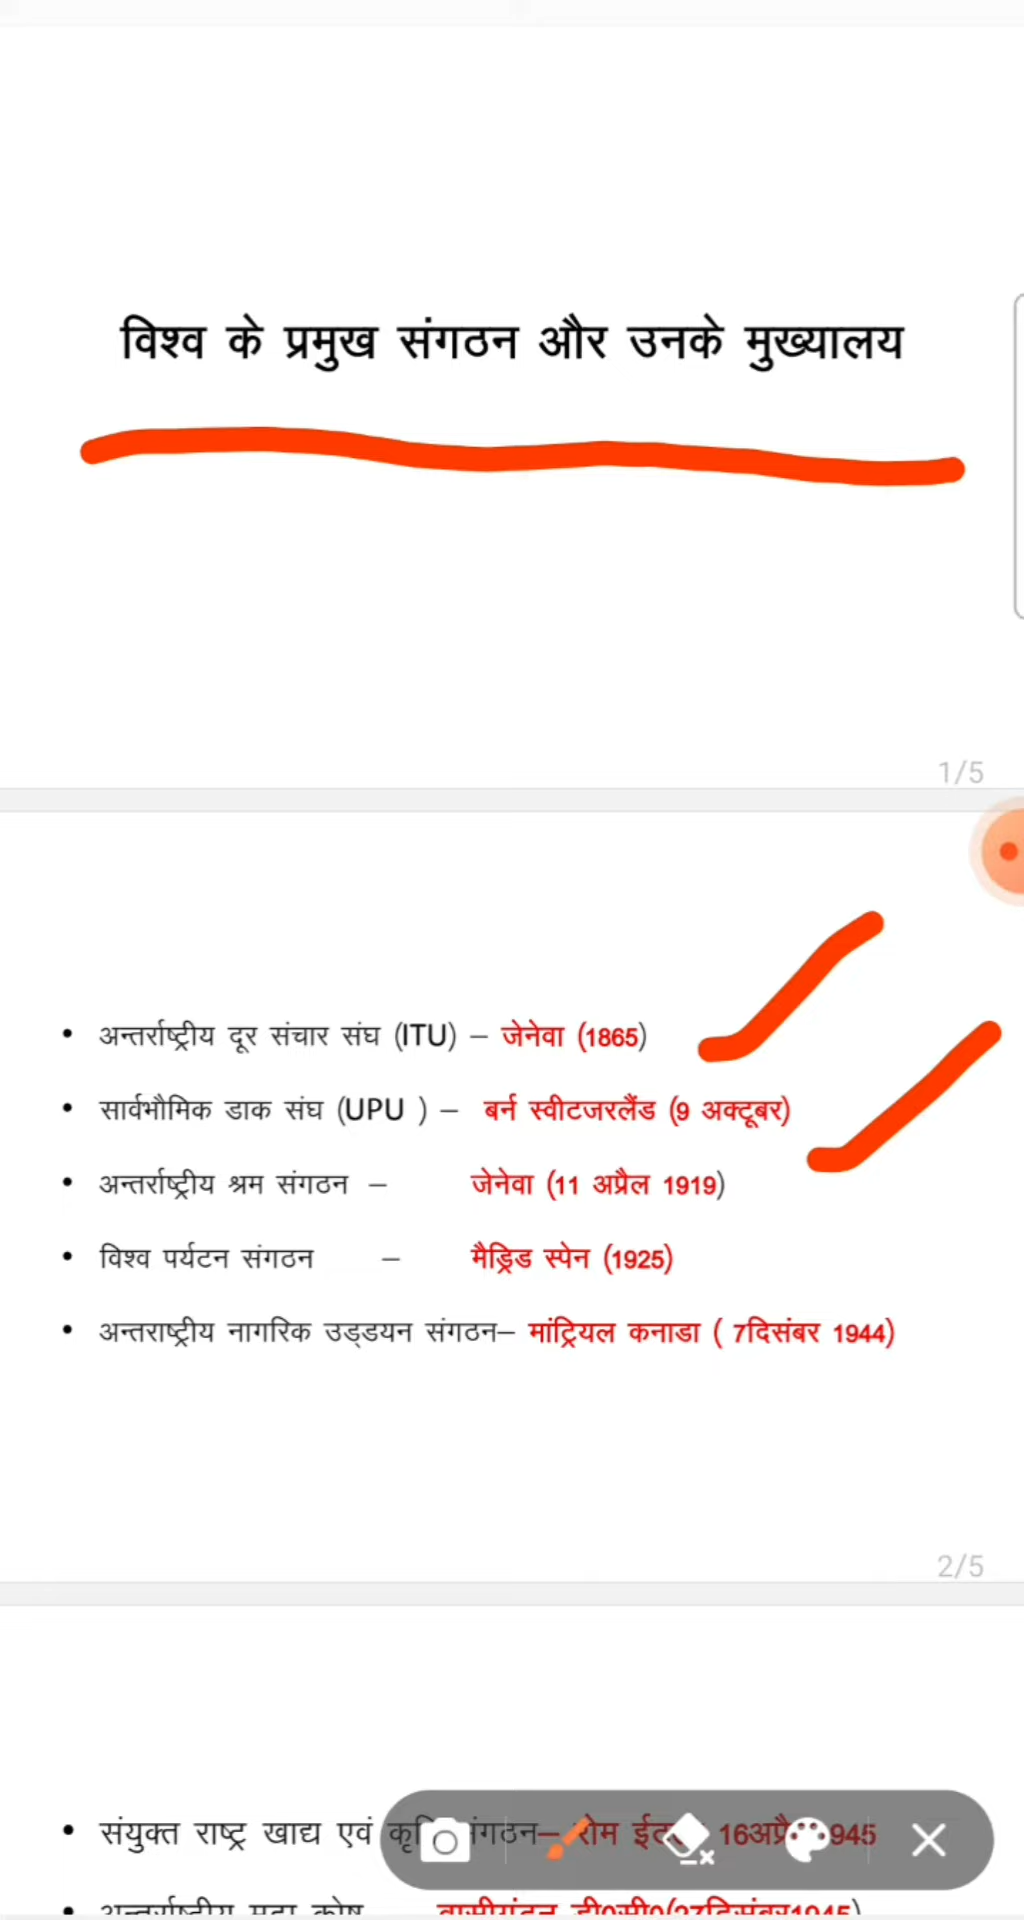 विश्व के प्रमुख संगठन और उनके मुख्यालय
1/5
• अन्तर्राष्ट्रीय दूर संचार संघ (ITU) – जेनेवा (1865)
• सार्वभौमिक डाक संघ (UPU ) – बर्न स्वीटजरलैंड (9 अक्टूबर)
• अन्तर्राष्ट्रीय श्रम संगठन – जेनेवा (11 अप्रैल 1919)
• विश्व पर्यटन संगठन – मैड्रिड स्पेन (1925)
• अन्तराष्ट्रीय नागरिक उड्डयन संगठन– मांट्रियल कनाडा ( 7दिसंबर 1944)
2/5
• संयुक्त राष्ट्र खाद्य एवं रोम